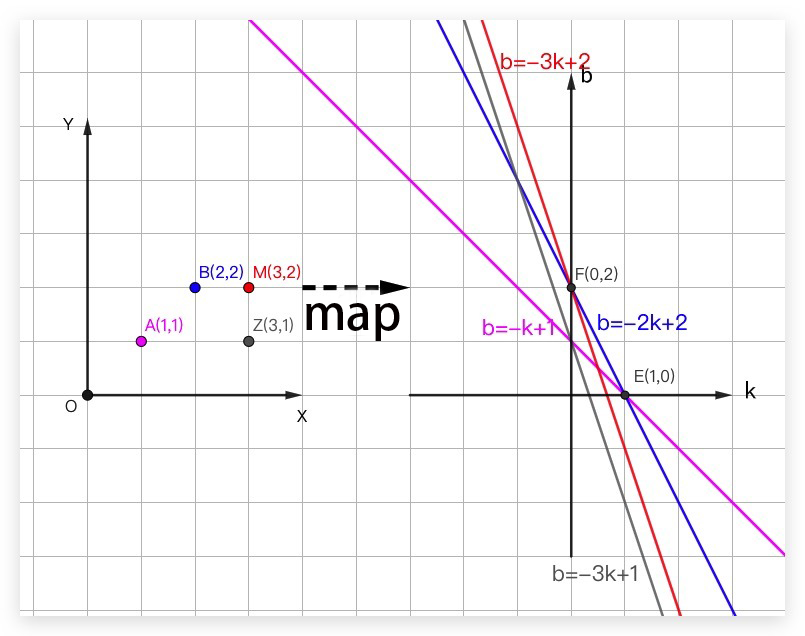 b=−3k+2
b
Y
B(2,2)
M(3,2)
F(0,2)
map
A(1,1)
Z(3,1)
b=−k+1
b=−2k+2
E(1,0)
k
O
X
b=−3k+1